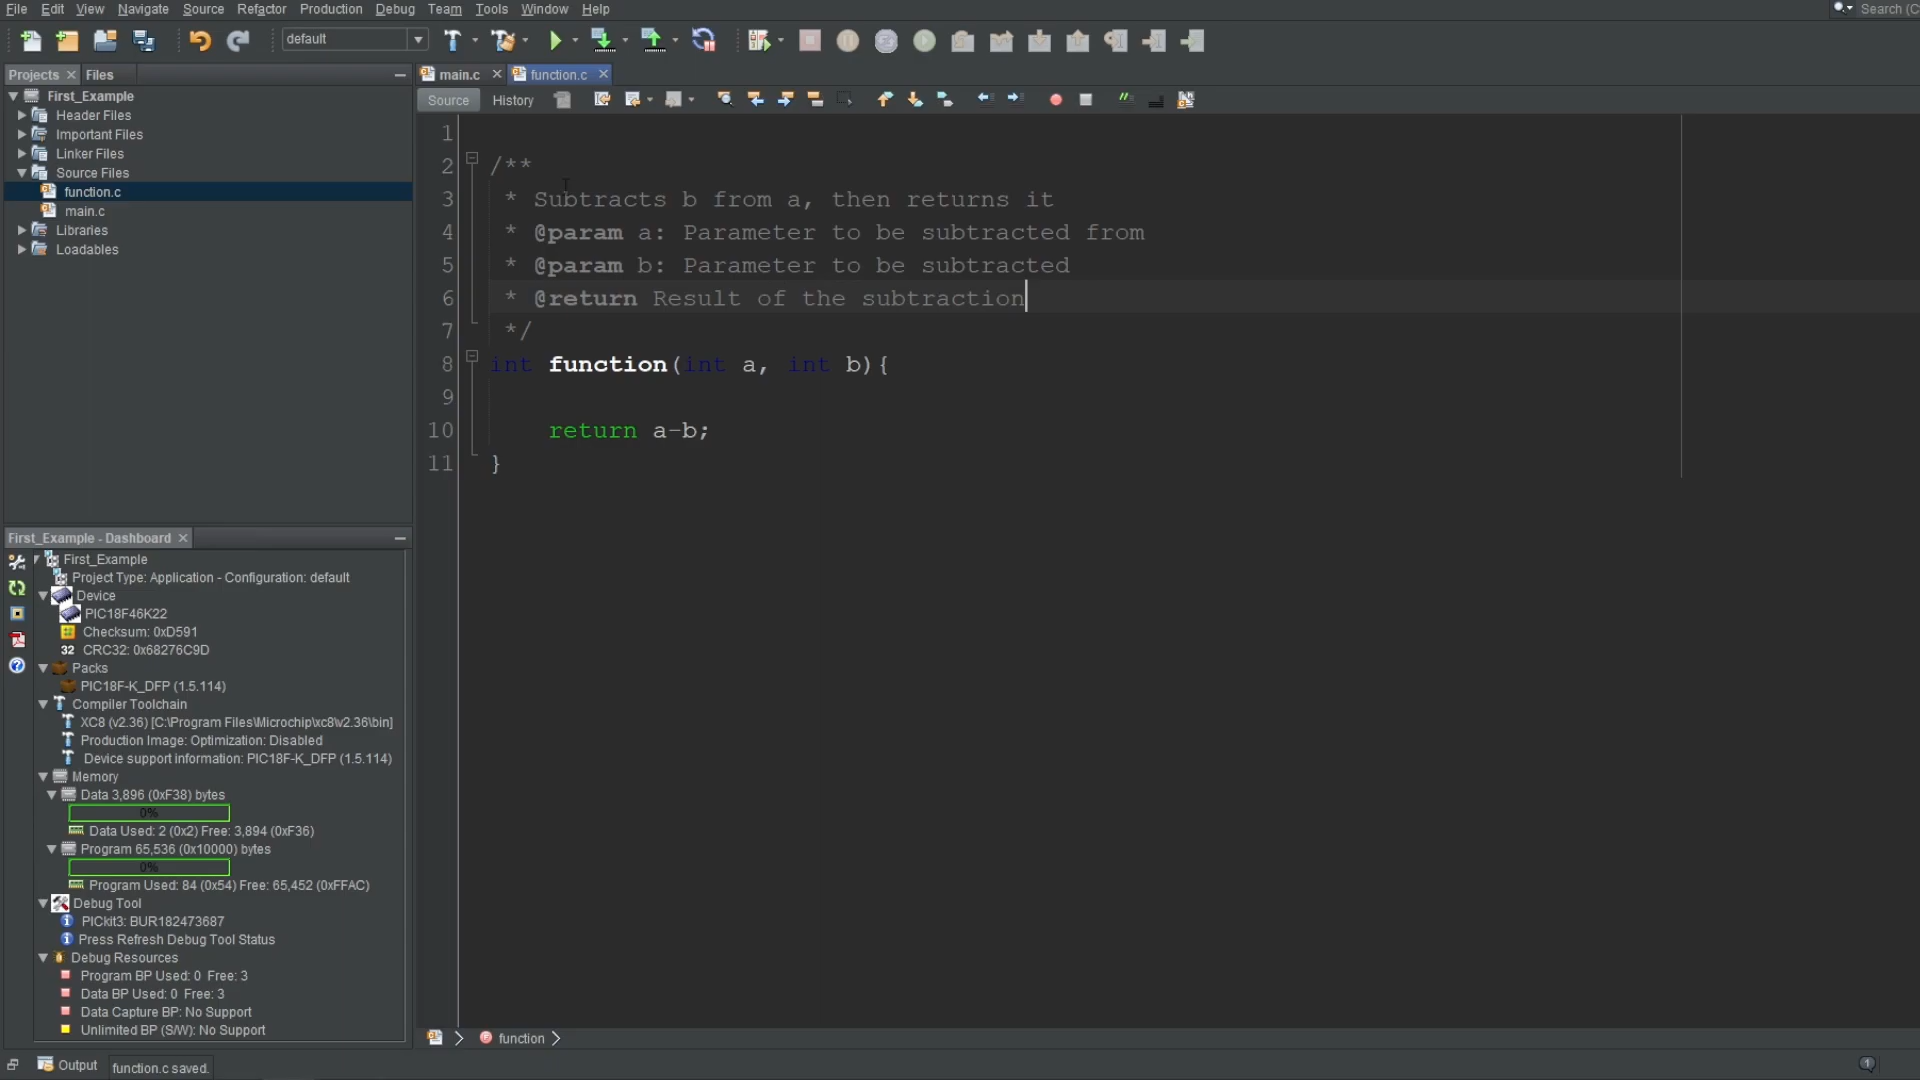 File Edit View Navigate Source Refactor Production Debug Team Tools Window Help
Search (C
default
Projects Files
First_Example
Header Files
Important Files
Linker Files
Source Files
function.c
main.c
Libraries
Loadables
main.c function.c
Source History
1
2 /**
3 * Subtracts b from a, then returns it
4 * @param a: Parameter to be subtracted from
5 * @param b: Parameter to be subtracted
6 * @return Result of the subtraction
7 */
8 int function(int a, int b){
9
10 return a-b;
11 }
First_Example - Dashboard
First_Example
Project Type: Application - Configuration: default
Device
PIC18F46K22
Checksum: 0xD591
32 CRC32: 0x68276C9D
Packs
PIC18F-K_DFP (1.5.114)
Compiler Toolchain
XC8 (v2.36) [C:\Program Files\Microchip\xc8\v2.36\bin]
Production Image: Optimization: Disabled
Device support information: PIC18F-K_DFP (1.5.114)
Memory
Data 3,896 (0xF38) bytes
0%
Data Used: 2 (0x2) Free: 3,894 (0xF36)
Program 65,536 (0x10000) bytes
0%
Program Used: 84 (0x54) Free: 65,452 (0xFFAC)
Debug Tool
PICkit3: BUR182473687
Press Refresh Debug Tool Status
Debug Resources
Program BP Used: 0 Free: 3
Data BP Used: 0 Free: 3
Data Capture BP: No Support
Unlimited BP (S/W): No Support
function
Output function.c saved.
1